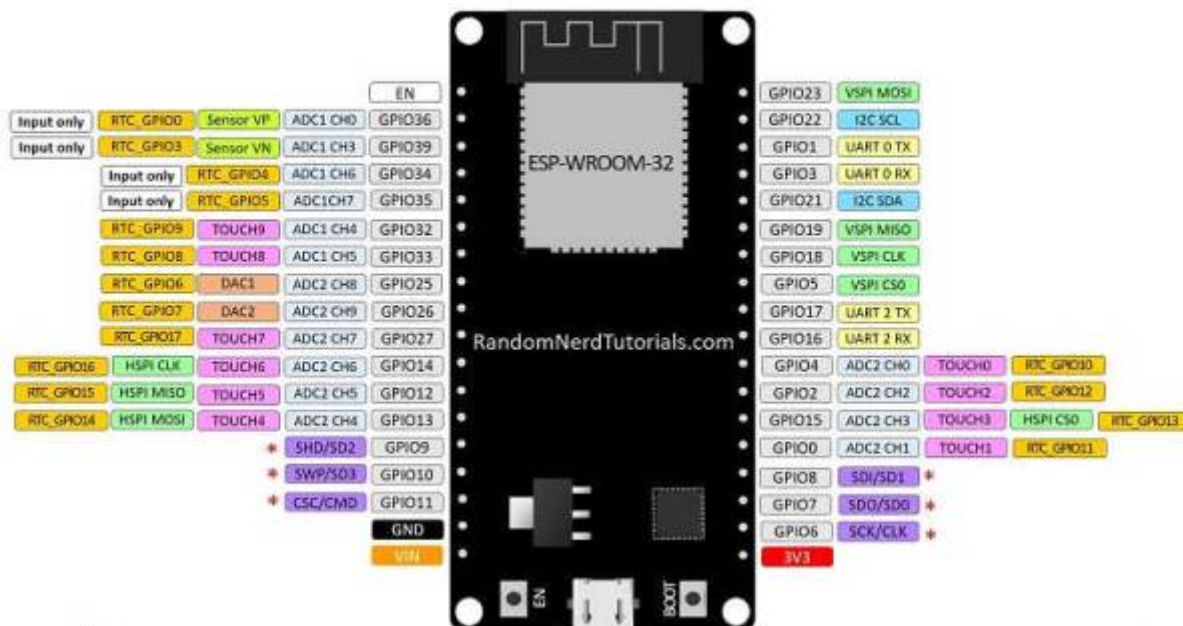 EN
Input only RTC_GPIO0 Sensor VP ADC1 CH0 GPIO36
Input only RTC_GPIO3 Sensor VN ADC1 CH3 GPIO39
Input only RTC_GPIO4 ADC1 CH6 GPIO34
Input only RTC_GPIO5 ADC1CH7 GPIO35
RTC_GPIO9 TOUCH9 ADC1 CH4 GPIO32
RTC_GPIO8 TOUCH8 ADC1 CH5 GPIO33
RTC_GPIO6 DAC1 ADC2 CH8 GPIO25
RTC_GPIO7 DAC2 ADC2 CH9 GPIO26
RTC_GPIO17 TOUCH7 ADC2 CH7 GPIO27
RTC_GPIO16 HSPI CLK TOUCH6 ADC2 CH6 GPIO14
RTC_GPIO15 HSPI MISO TOUCH5 ADC2 CH5 GPIO12
RTC_GPIO14 HSPI MOSI TOUCH4 ADC2 CH4 GPIO13
* SHD/SD2 GPIO9
* SWP/SD3 GPIO10
* CSC/CMD GPIO11
GND
VIN
ESP-WROOM-32
RandomNerdTutorials.com
EN
BOOT
GPIO23 VSPI MOSI
GPIO22 I2C SCL
GPIO1 UART 0 TX
GPIO3 UART 0 RX
GPIO21 I2C SDA
GPIO19 VSPI MISO
GPIO18 VSPI CLK
GPIO5 VSPI CS0
GPIO17 UART 2 TX
GPIO16 UART 2 RX
GPIO4 ADC2 CH0 TOUCH0 RTC_GPIO10
GPIO2 ADC2 CH2 TOUCH2 RTC_GPIO12
GPIO15 ADC2 CH3 TOUCH3 HSPI CS0 RTC_GPIO13
GPIO0 ADC2 CH1 TOUCH1 RTC_GPIO11
GPIO8 SDI/SD1 *
GPIO7 SDO/SD0 *
GPIO6 SCK/CLK *
3V3